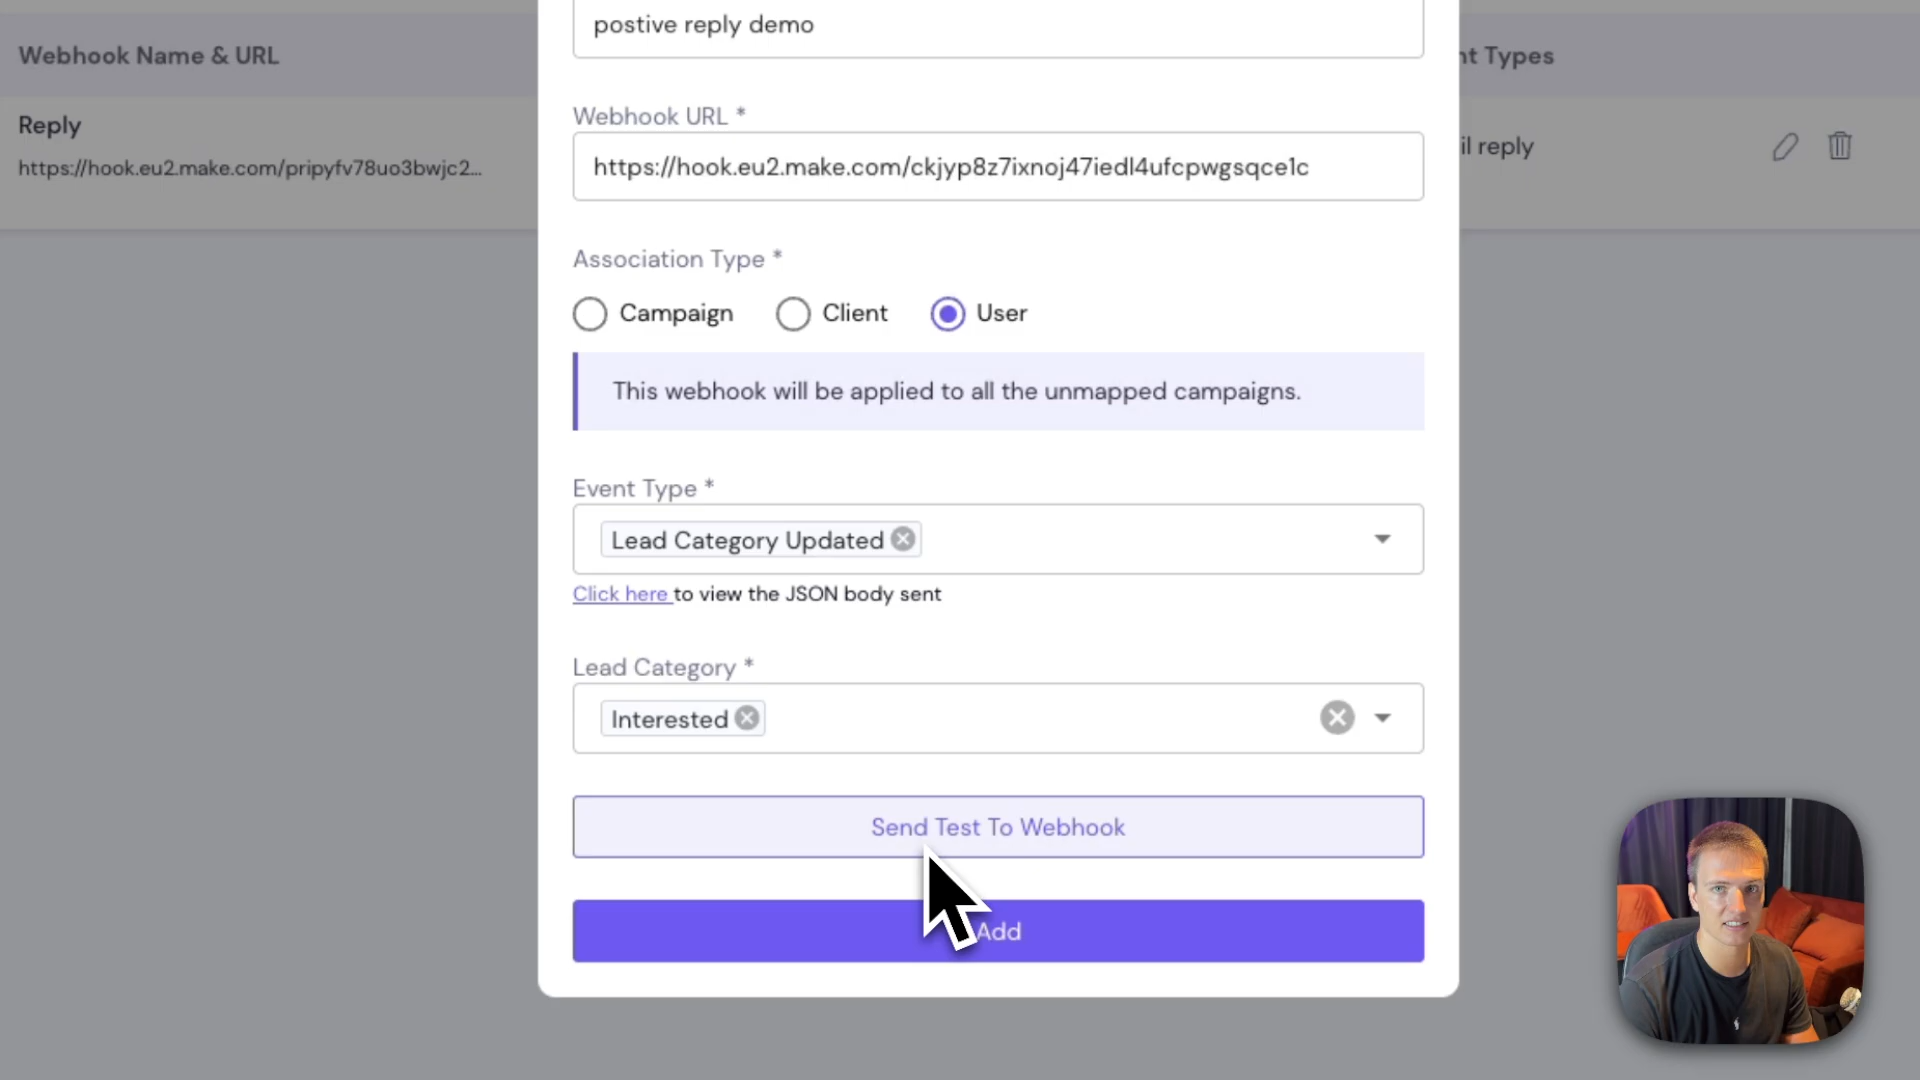 postive reply demo
Webhook Name & URL
nt Types
Reply
https://hook.eu2.make.com/pripyfv78uo3bwjc2...
il reply
Webhook URL *
https://hook.eu2.make.com/ckjyp8z7ixnoj47iedl4ufcpwgsqce1c
Association Type *
Campaign
Client
User
This webhook will be applied to all the unmapped campaigns.
Event Type *
Lead Category Updated
Click here to view the JSON body sent
Lead Category *
Interested
Send Test To Webhook
Add